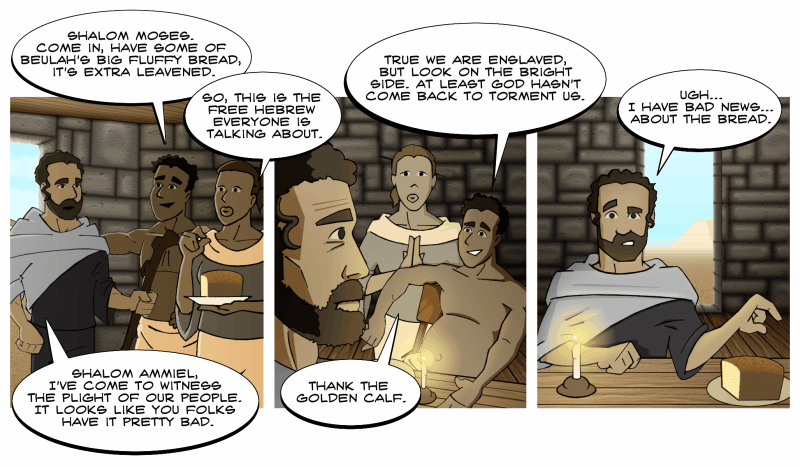 SHALOM MOSES.
COME IN, HAVE SOME OF
BEULAH'S BIG FLUFFY BREAD,
IT'S EXTRA LEAVENED.
SO, THIS IS THE
FREE HEBREW
EVERYONE IS
TALKING ABOUT.
SHALOM AMMIEL,
I'VE COME TO WITNESS
THE PLIGHT OF OUR PEOPLE.
IT LOOKS LIKE YOU FOLKS
HAVE IT PRETTY BAD.
TRUE WE ARE ENSLAVED,
BUT LOOK ON THE BRIGHT
SIDE. AT LEAST GOD HASN'T
COME BACK TO TORMENT US.
THANK THE
GOLDEN CALF.
UGH...
I HAVE BAD NEWS...
ABOUT THE BREAD.